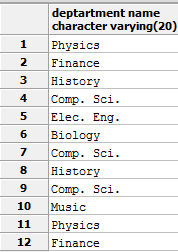 deptartment name
character varying(20)
1 Physics
2 Finance
3 History
4 Comp. Sci.
5 Elec. Eng.
6 Biology
7 Comp. Sci.
8 History
9 Comp. Sci.
10 Music
11 Physics
12 Finance